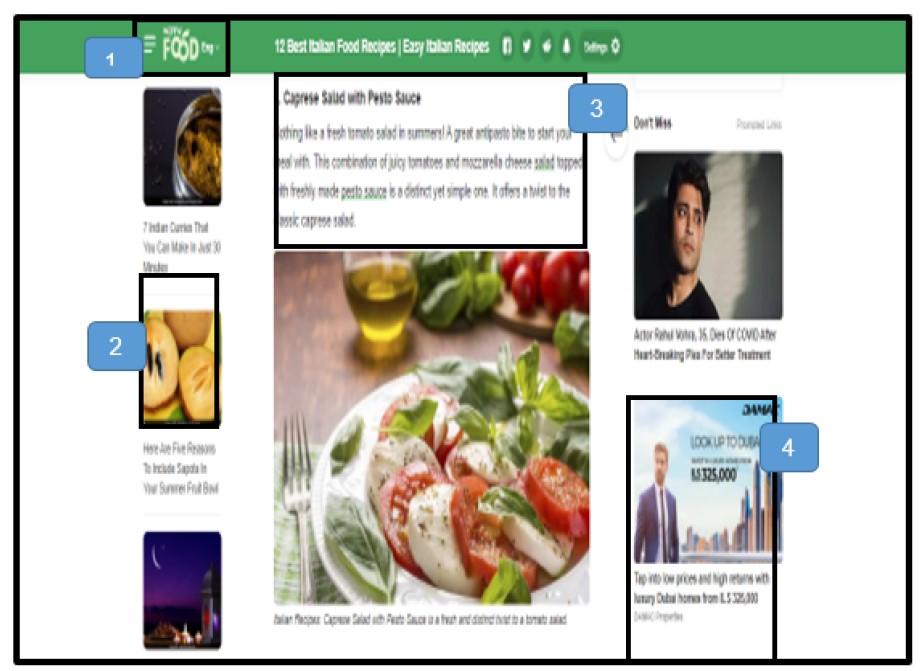 1
NDTV
FOOD Eng
12 Best Italian Food Recipes | Easy Italian Recipes
Settings
2
7 Indian Curries That
You Can Make In Just 30
Minutes
Here Are Five Reasons
To Include Sapota In
Your Summer Fruit Bowl
3
. Caprese Salad with Pesto Sauce
othing like a fresh tomato salad in summers! A great antipasto bite to start your
eal with. This combination of juicy tomatoes and mozzarella cheese salad topped
ith freshly made pesto sauce is a distinct yet simple one. It offers a twist to the
assic caprese salad.
Italian Recipes: Caprese Salad with Pesto Sauce is a fresh and distinct twist to a tomato salad.
Don't Miss
Promoted Links
Actor Rahul Vohra, 35, Dies Of COVID After
Heart-Breaking Plea For Better Treatment
4
DAMAC
LOOK UP TO DUBA
325,000
Tap into low prices and high returns with
luxury Dubai homes from ILS 325,000
DAMAC Properties